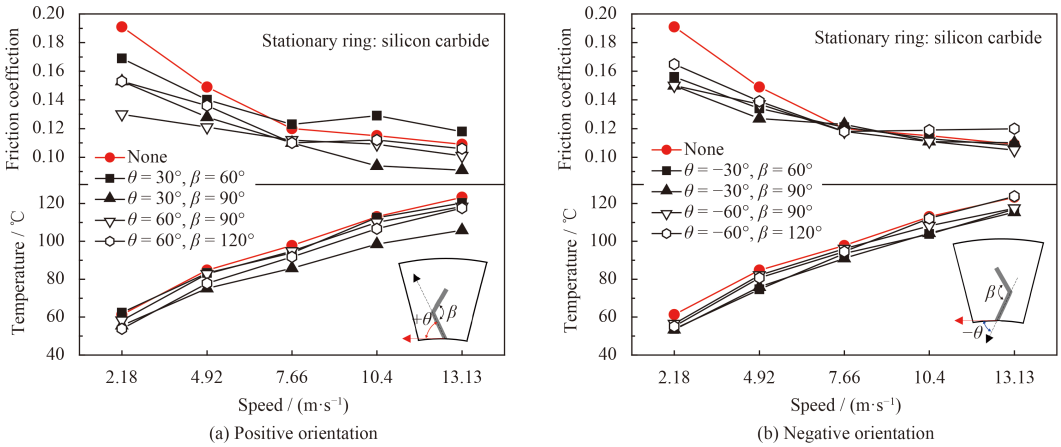 0.20
0.18
0.16
0.14
0.12
0.10
Friction coeffiction
Stationary ring: silicon carbide
None
θ = 30°, β = 60°
θ = 30°, β = 90°
θ = 60°, β = 90°
θ = 60°, β = 120°
120
100
80
60
40
Temperature / ℃
+θ
β
2.18 4.92 7.66 10.4 13.13
Speed / (m·s⁻¹)
(a) Positive orientation
0.20
0.18
0.16
0.14
0.12
0.10
Friction coeffiction
Stationary ring: silicon carbide
None
θ = −30°, β = 60°
θ = −30°, β = 90°
θ = −60°, β = 90°
θ = −60°, β = 120°
120
100
80
60
40
Temperature / ℃
β
−θ
2.18 4.92 7.66 10.4 13.13
Speed / (m·s⁻¹)
(b) Negative orientation